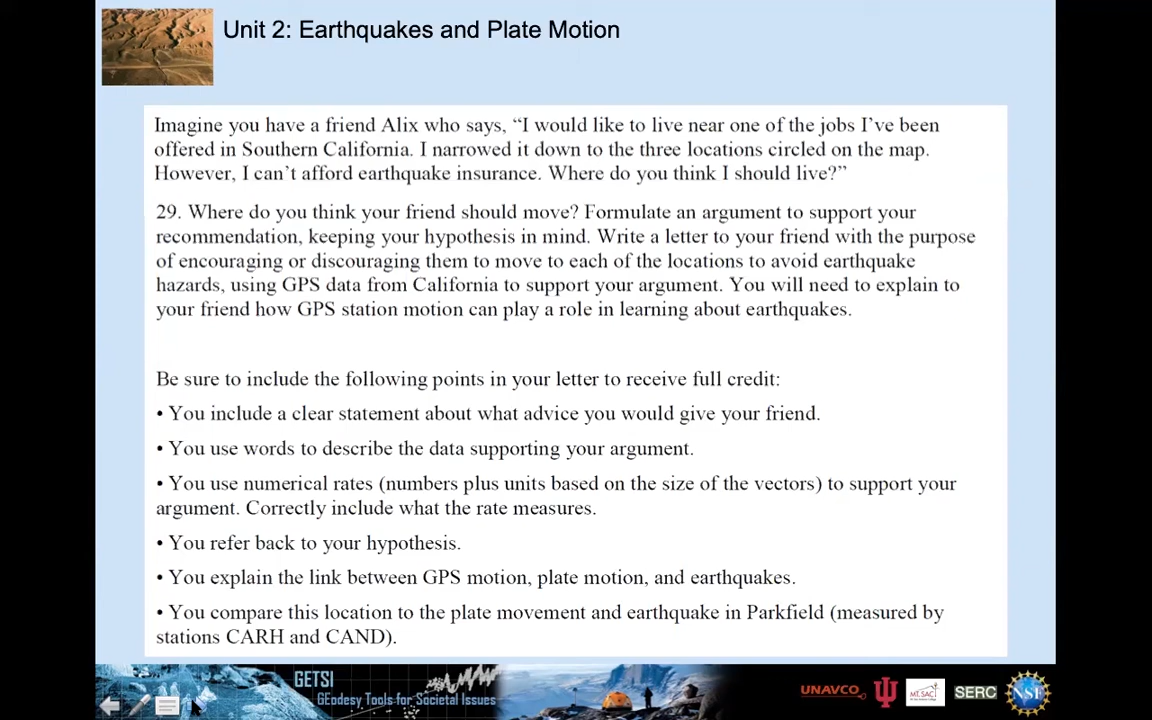 Unit 2: Earthquakes and Plate Motion
Imagine you have a friend Alix who says, “I would like to live near one of the jobs I’ve been
offered in Southern California. I narrowed it down to the three locations circled on the map.
However, I can’t afford earthquake insurance. Where do you think I should live?”
29. Where do you think your friend should move? Formulate an argument to support your
recommendation, keeping your hypothesis in mind. Write a letter to your friend with the purpose
of encouraging or discouraging them to move to each of the locations to avoid earthquake
hazards, using GPS data from California to support your argument. You will need to explain to
your friend how GPS station motion can play a role in learning about earthquakes.
Be sure to include the following points in your letter to receive full credit:
• You include a clear statement about what advice you would give your friend.
• You use words to describe the data supporting your argument.
• You use numerical rates (numbers plus units based on the size of the vectors) to support your
argument. Correctly include what the rate measures.
• You refer back to your hypothesis.
• You explain the link between GPS motion, plate motion, and earthquakes.
• You compare this location to the plate movement and earthquake in Parkfield (measured by
stations CARH and CAND).
GETSI
GEodesy Tools for Societal Issues
UNAVCO
MT. SAC
SERC
NSF